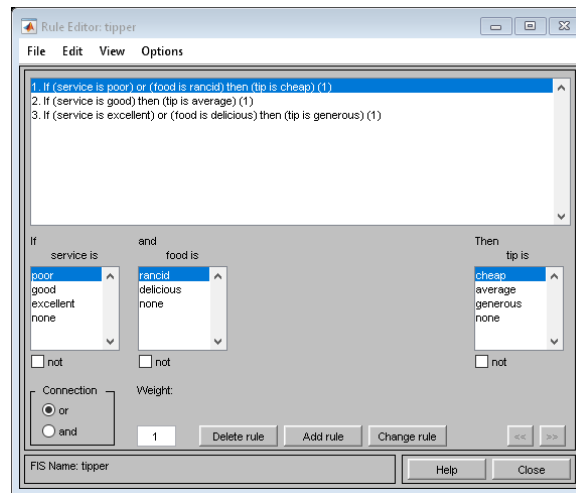 Rule Editor: tipper
File Edit View Options
1. If (service is poor) or (food is rancid) then (tip is cheap) (1)
2. If (service is good) then (tip is average) (1)
3. If (service is excellent) or (food is delicious) then (tip is generous) (1)
If and Then
service is food is tip is
poor rancid cheap
good delicious average
excellent none generous
none none
not not not
Connection Weight:
or
and 1 Delete rule Add rule Change rule << >>
FIS Name: tipper Help Close